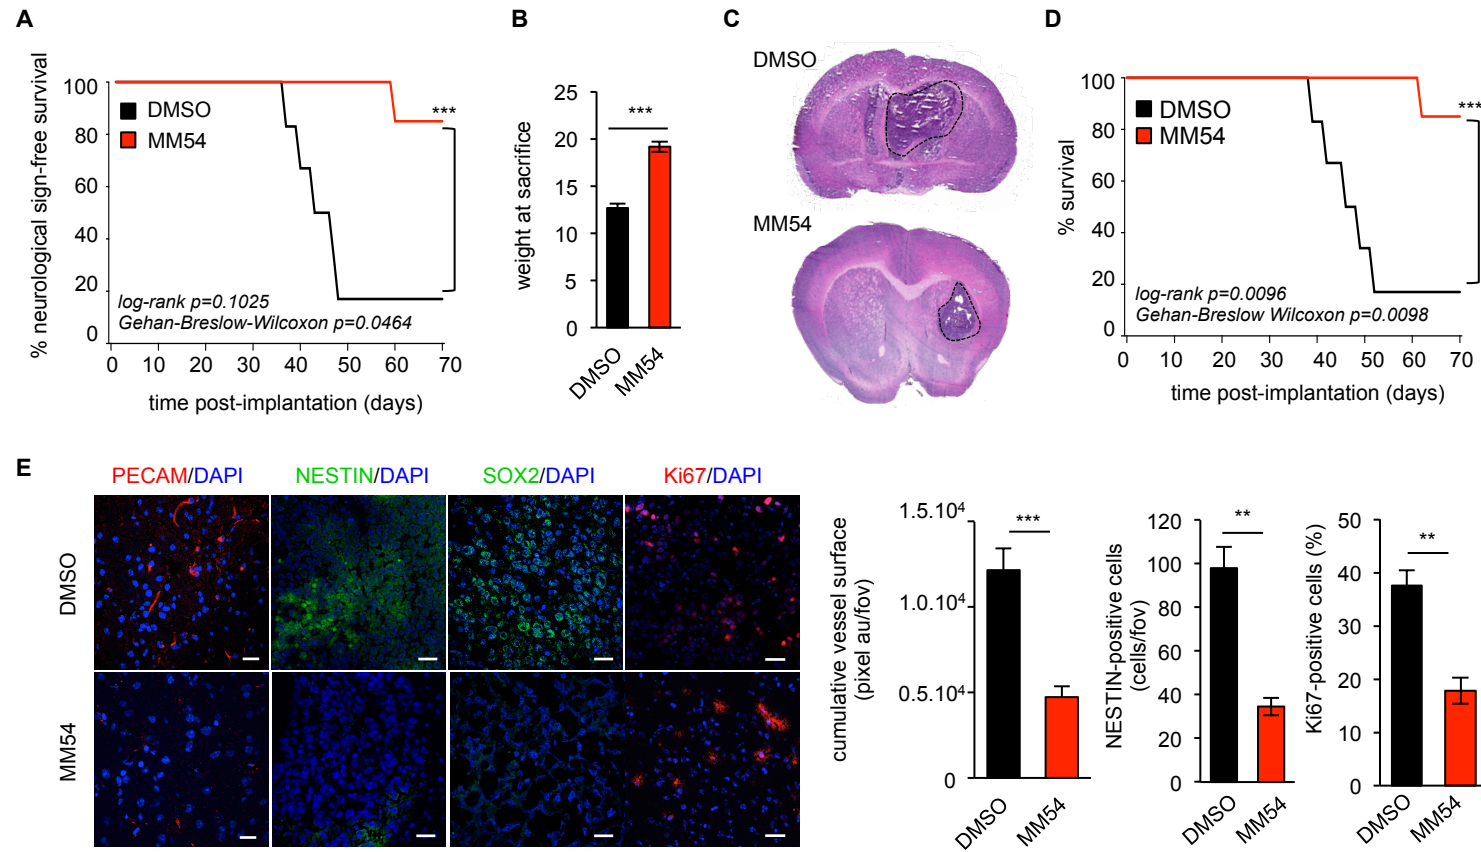 A
% neurological sign-free survival
100
80
60
40
20
0
DMSO
MM54
***
log-rank p=0.1025
Gehan-Breslow-Wilcoxon p=0.0464
0 10 20 30 40 50 60 70
time post-implantation (days)
B
weight at sacrifice
25
20
15
10
5
0
***
DMSO
MM54
C
DMSO
MM54
D
% survival
100
80
60
40
20
0
DMSO
MM54
***
log-rank p=0.0096
Gehan-Breslow Wilcoxon p=0.0098
0 10 20 30 40 50 60 70
time post-implantation (days)
E
PECAM/DAPI NESTIN/DAPI SOX2/DAPI Ki67/DAPI
DMSO
MM54
cumulative vessel surface
(pixel au/fov)
1.5.10⁴
1.0.10⁴
0.5.10⁴
0
***
DMSO
MM54
NESTIN-positive cells
(cells/fov)
120
100
80
60
40
20
0
**
DMSO
MM54
Ki67-positive cells (%)
50
40
30
20
10
0
**
DMSO
MM54